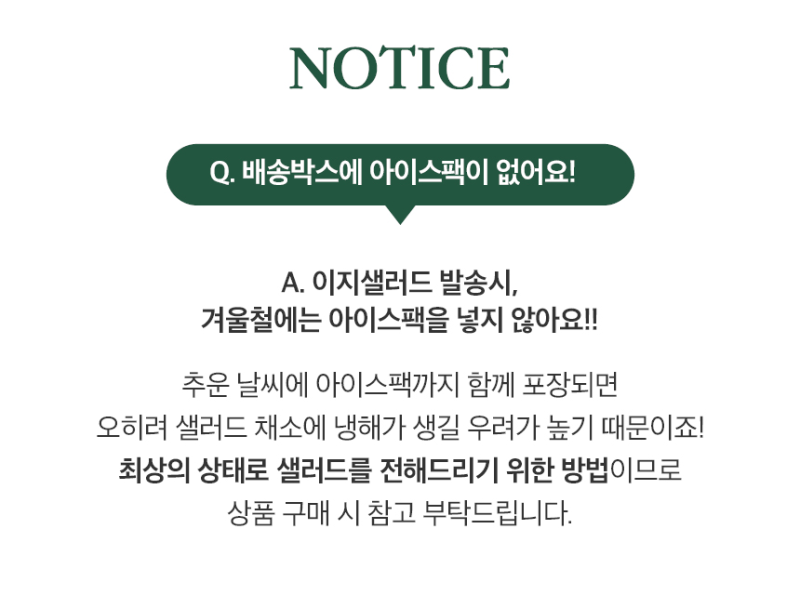 NOTICE
Q. 배송박스에 아이스팩이 없어요!
A. 이지샐러드 발송시,
겨울철에는 아이스팩을 넣지 않아요!!
추운 날씨에 아이스팩까지 함께 포장되면
오히려 샐러드 채소에 냉해가 생길 우려가 높기 때문이죠!
최상의 상태로 샐러드를 전해드리기 위한 방법이므로
상품 구매 시 참고 부탁드립니다.